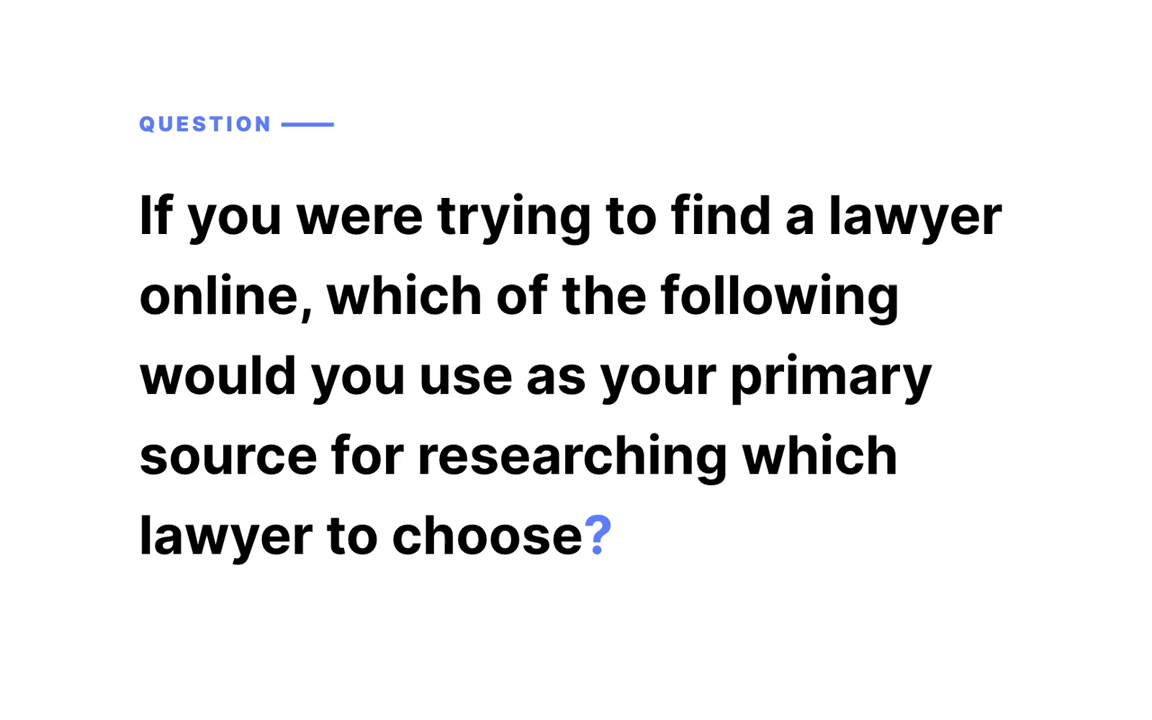 QUESTION
If you were trying to find a lawyer
online, which of the following
would you use as your primary
source for researching which
lawyer to choose?